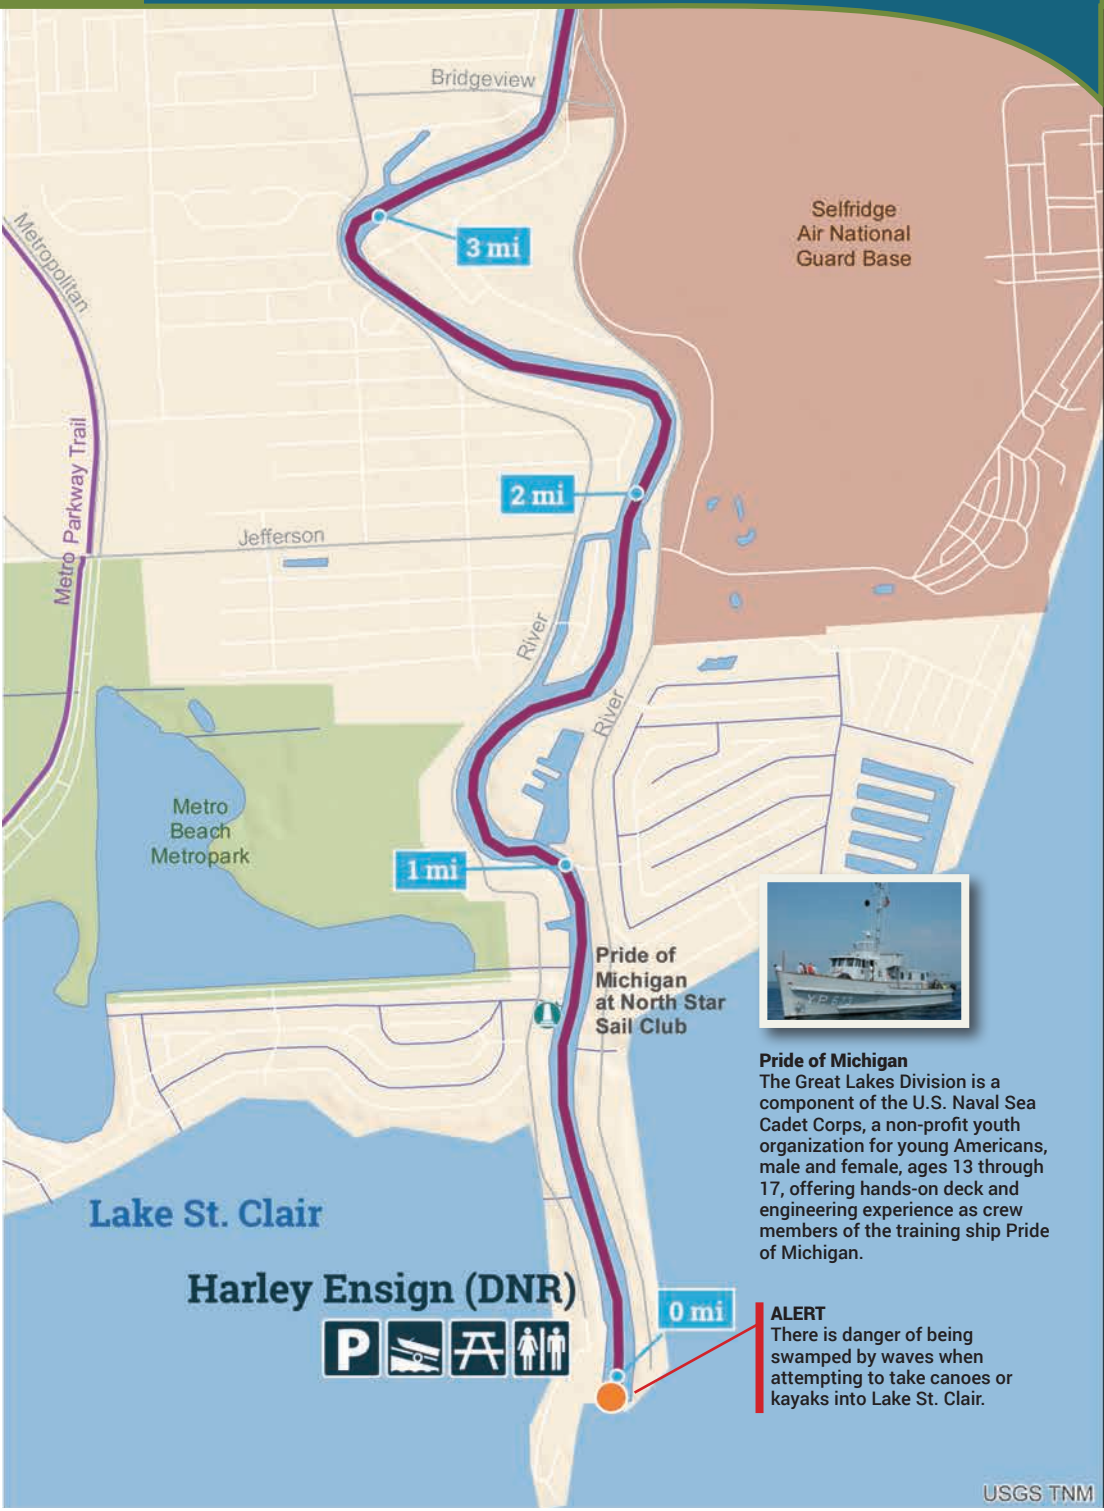 Bridgeview
Selfridge
Air National
Guard Base
Metropolitan
3 mi
Metro Parkway Trail
2 mi
Jefferson
River
River
Metro
Beach
Metropark
1 mi
Pride of
Michigan
at North Star
Sail Club
Pride of Michigan
The Great Lakes Division is a
component of the U.S. Naval Sea
Cadet Corps, a non-profit youth
organization for young Americans,
male and female, ages 13 through
17, offering hands-on deck and
engineering experience as crew
members of the training ship Pride
of Michigan.
Lake St. Clair
Harley Ensign (DNR)
P
0 mi
ALERT
There is danger of being
swamped by waves when
attempting to take canoes or
kayaks into Lake St. Clair.
USGS TNM